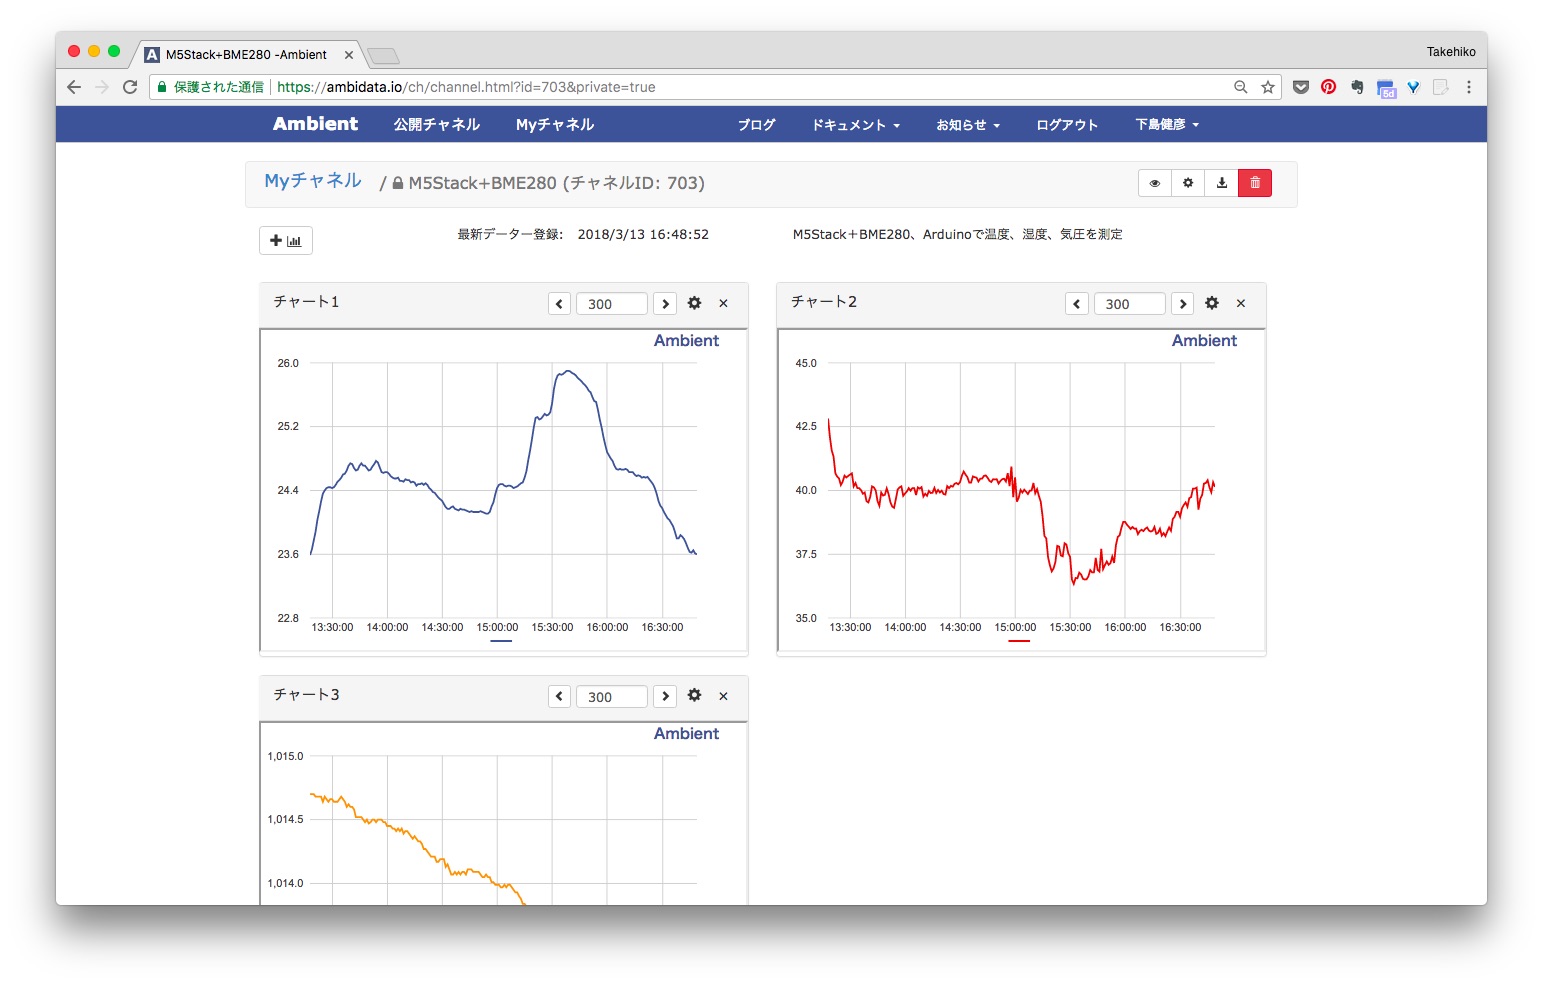 M5Stack+BME280 -Ambient
Takehiko
保護された通信 https://ambidata.io/ch/channel.html?id=703&private=true
5d
Ambient 公開チャネル Myチャネル ブログ ドキュメント お知らせ ログアウト 下島健彦
Myチャネル / M5Stack+BME280 (チャネルID: 703)
最新データー登録: 2018/3/13 16:48:52
M5Stack+BME280、Arduinoで温度、湿度、気圧を測定
チャート1 300
Ambient
26.0
25.2
24.4
23.6
22.8
13:30:00 14:00:00 14:30:00 15:00:00 15:30:00 16:00:00 16:30:00
チャート2 300
Ambient
45.0
42.5
40.0
37.5
35.0
13:30:00 14:00:00 14:30:00 15:00:00 15:30:00 16:00:00 16:30:00
チャート3 300
Ambient
1,015.0
1,014.5
1,014.0